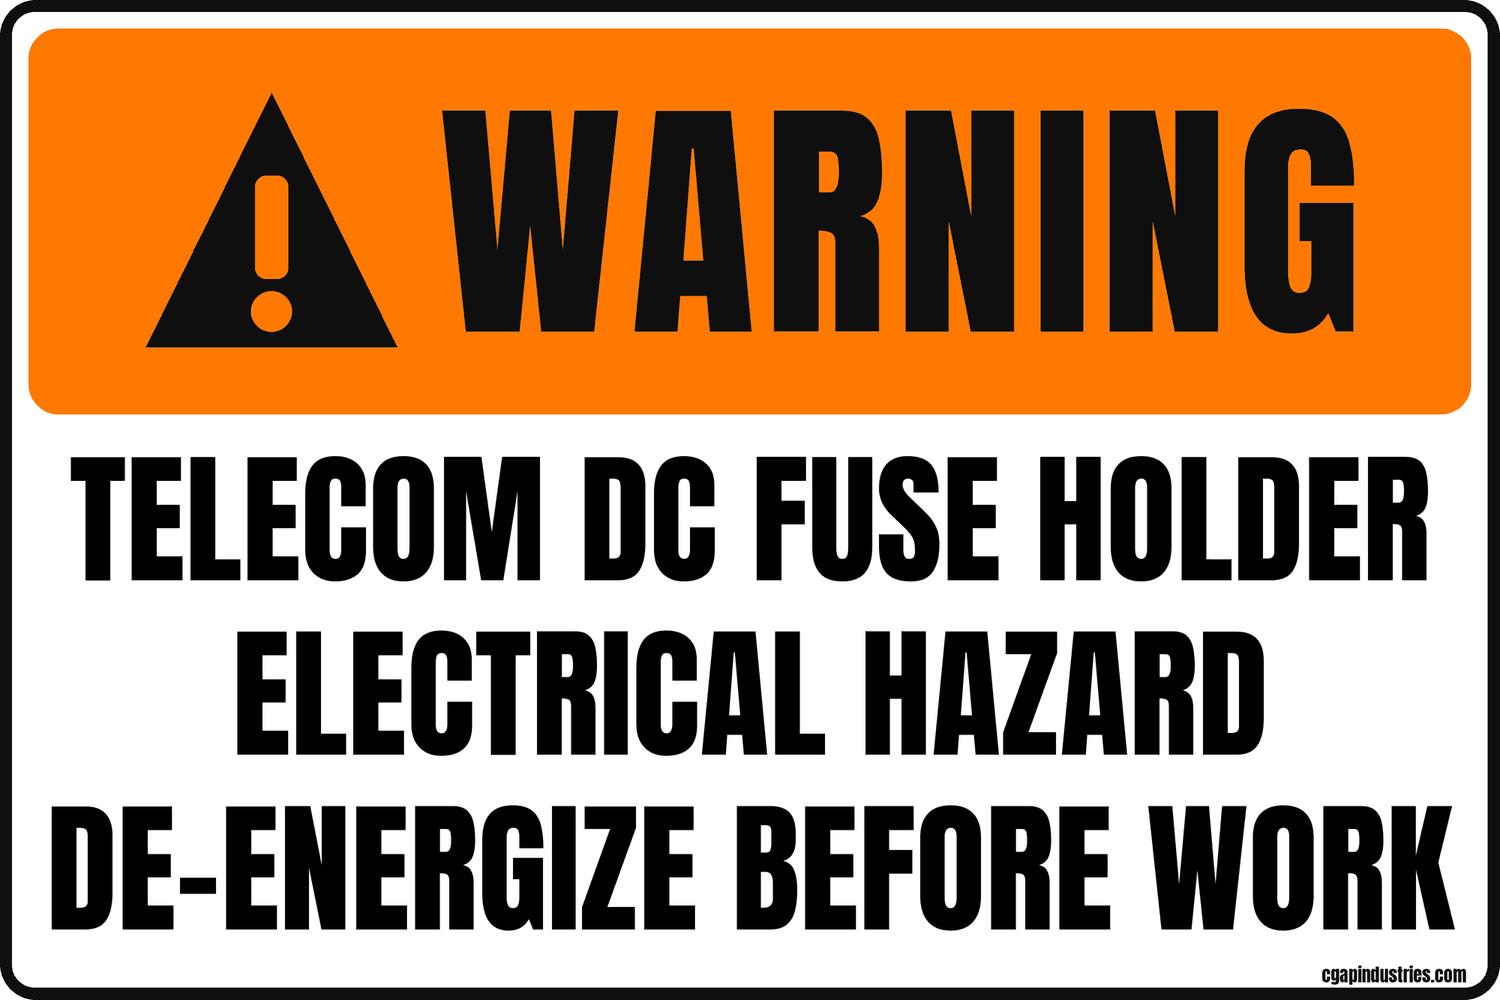 WARNING
TELECOM DC FUSE HOLDER
ELECTRICAL HAZARD
DE-ENERGIZE BEFORE WORK
cgapindustries.com